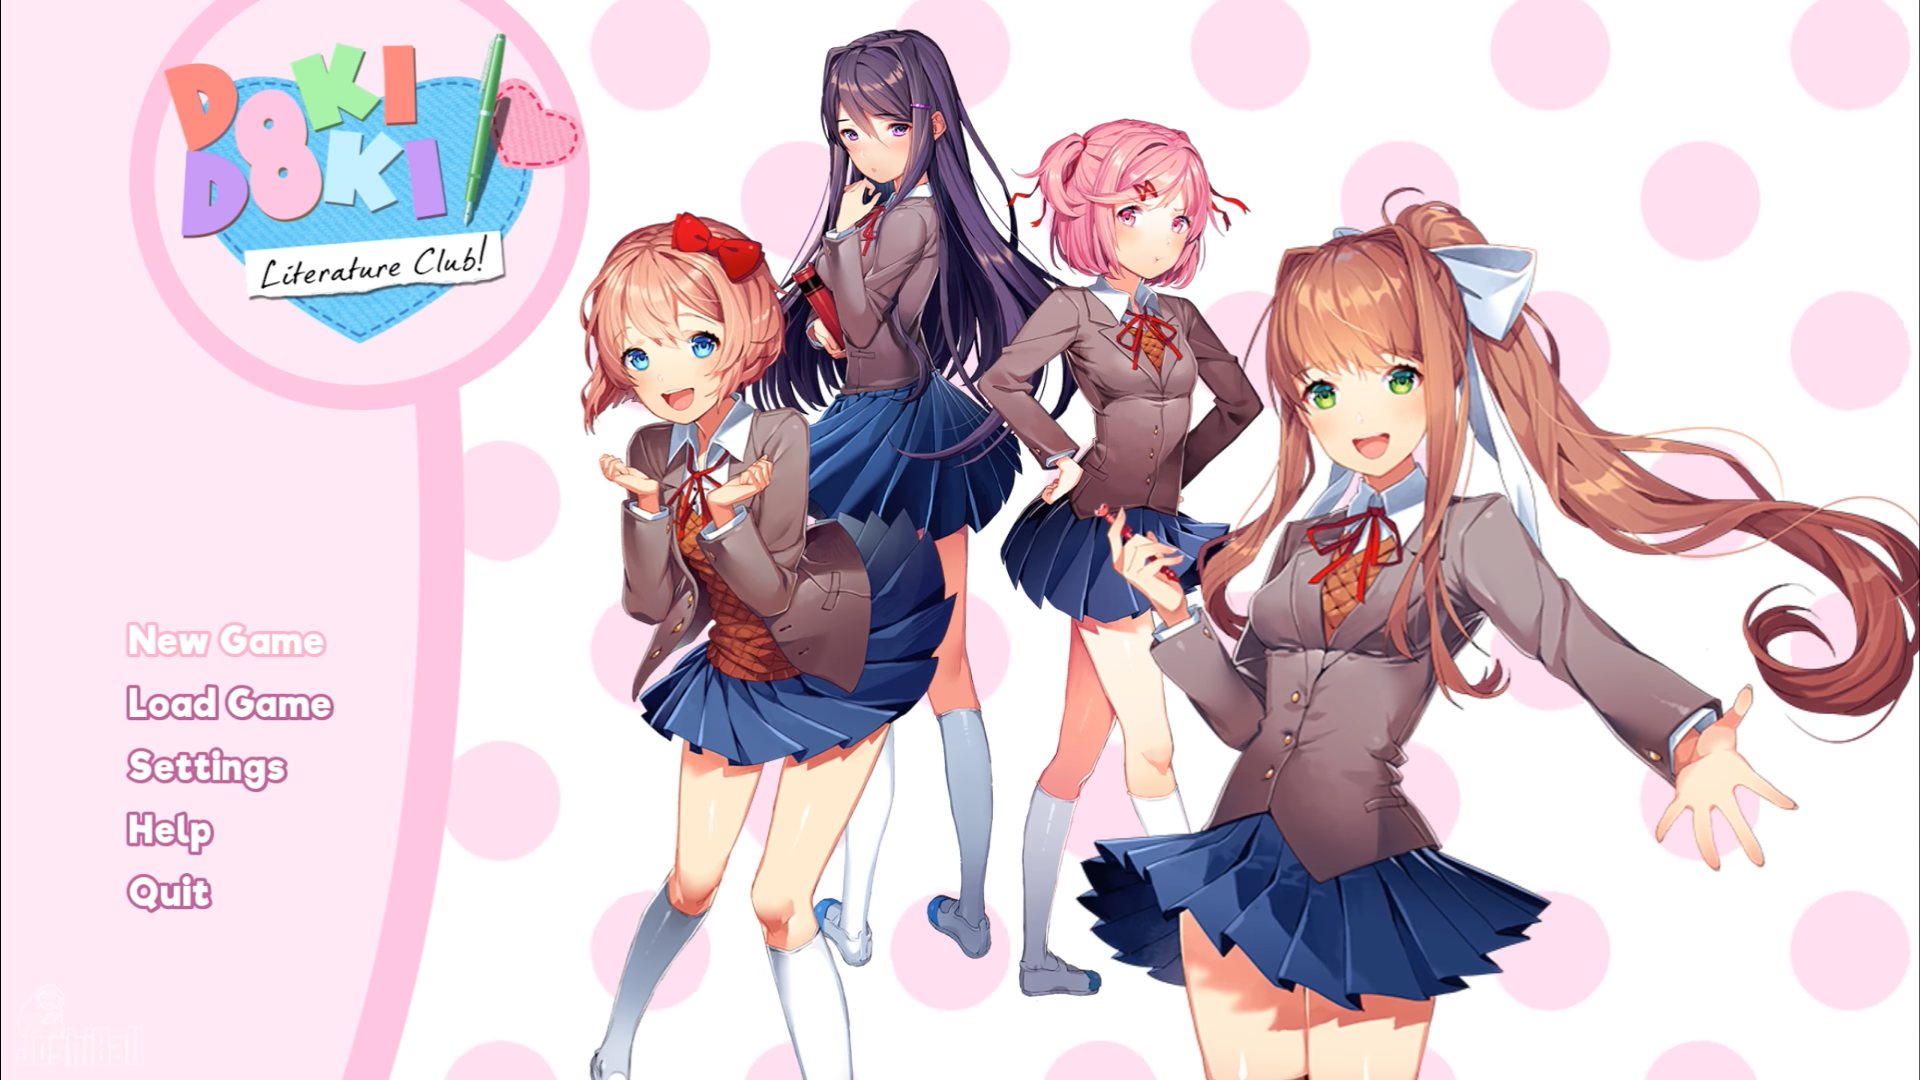 DOKI
DOKI
Literature Club!
New Game
Load Game
Settings
Help
Quit